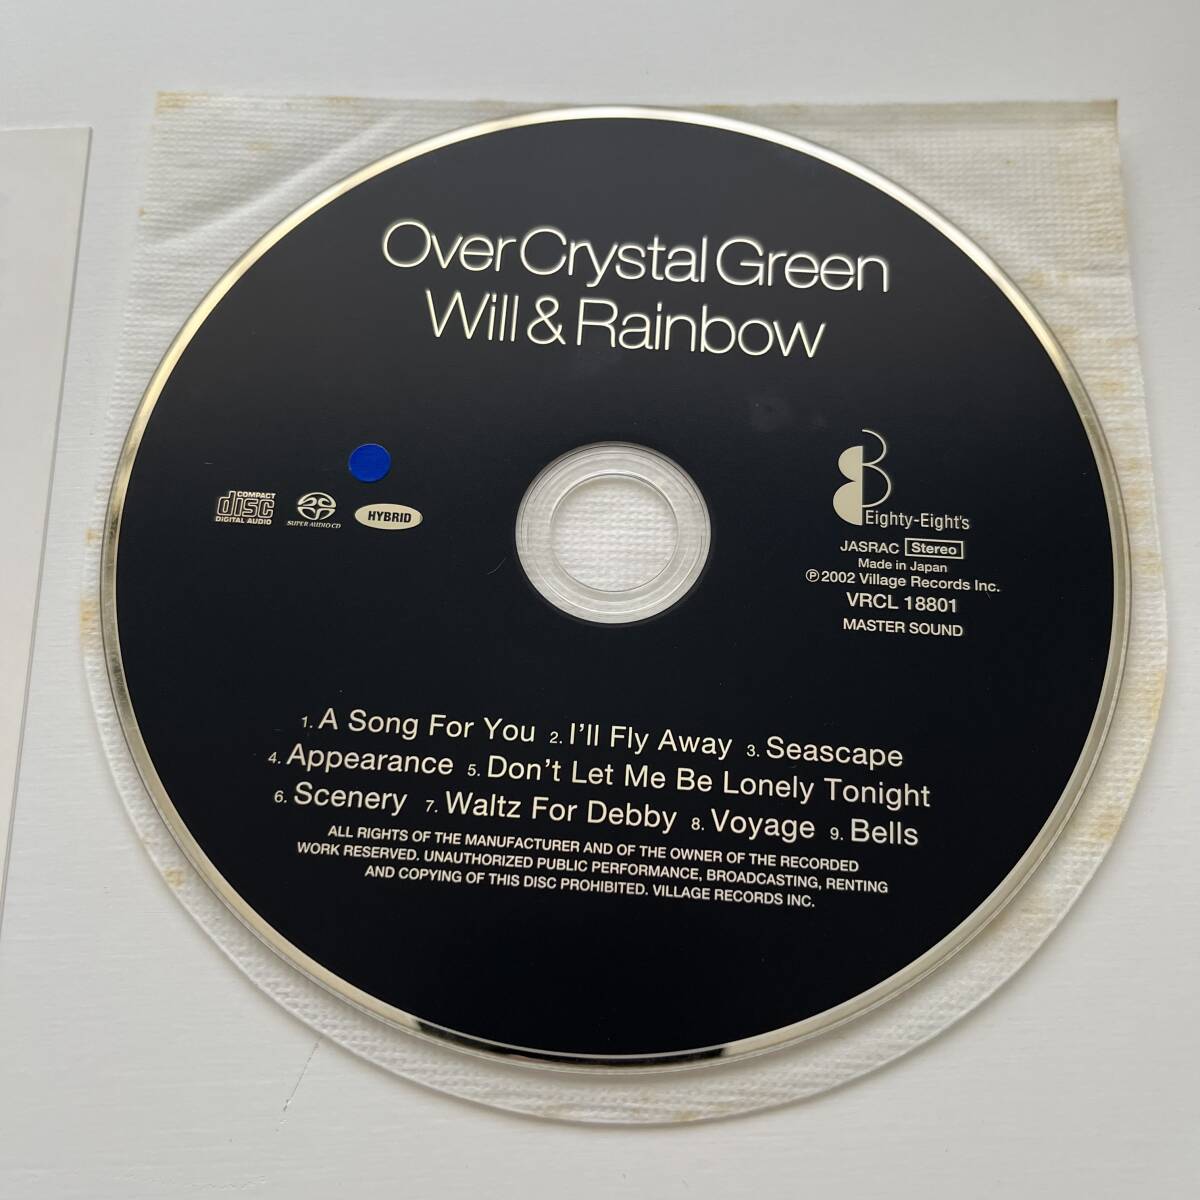 Over Crystal Green
Will & Rainbow
COMPACT
disc
DIGITAL AUDIO
SUPER AUDIO CD
HYBRID
Eighty-Eight's
JASRAC Stereo
Made in Japan
℗2002 Village Records Inc.
VRCL 18801
MASTER SOUND
1. A Song For You 2. I'll Fly Away 3. Seascape
4. Appearance 5. Don't Let Me Be Lonely Tonight
6. Scenery 7. Waltz For Debby 8. Voyage 9. Bells
ALL RIGHTS OF THE MANUFACTURER AND OF THE OWNER OF THE RECORDED
WORK RESERVED. UNAUTHORIZED PUBLIC PERFORMANCE, BROADCASTING, RENTING
AND COPYING OF THIS DISC PROHIBITED. VILLAGE RECORDS INC.